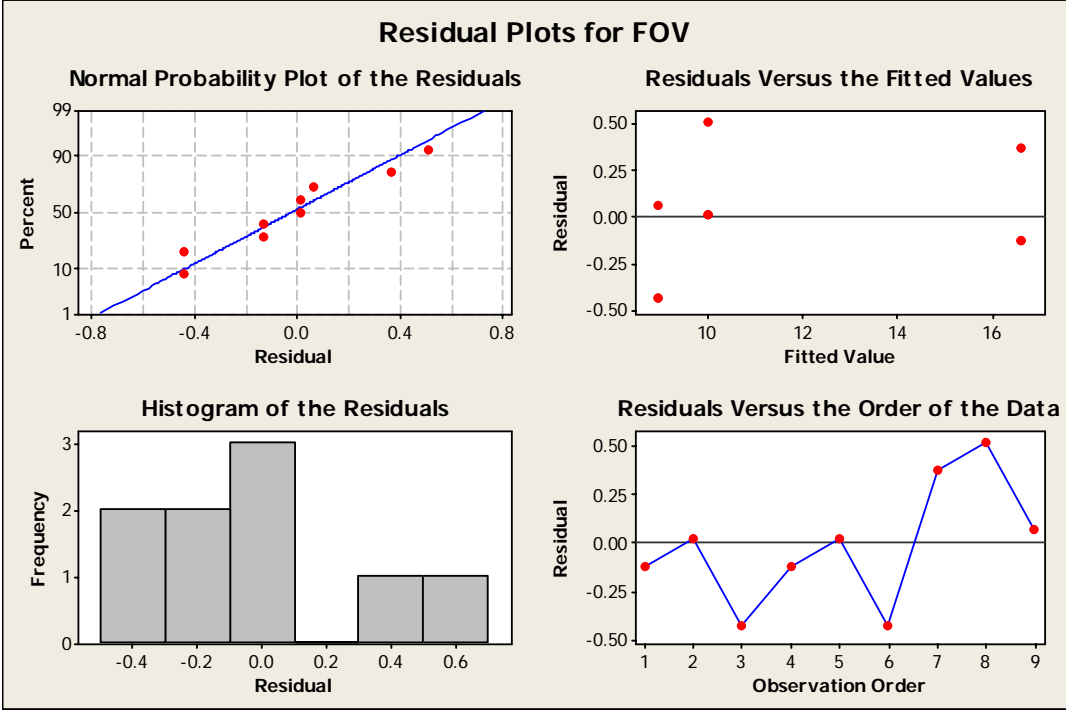 Residual Plots for FOV
Normal Probability Plot of the Residuals
99
90
50
10
1
Percent
-0.8 -0.4 0.0 0.4 0.8
Residual
Residuals Versus the Fitted Values
0.50
0.25
0.00
-0.25
-0.50
Residual
10 12 14 16
Fitted Value
Histogram of the Residuals
3
2
1
0
Frequency
-0.4 -0.2 0.0 0.2 0.4 0.6
Residual
Residuals Versus the Order of the Data
0.50
0.25
0.00
-0.25
-0.50
Residual
1 2 3 4 5 6 7 8 9
Observation Order